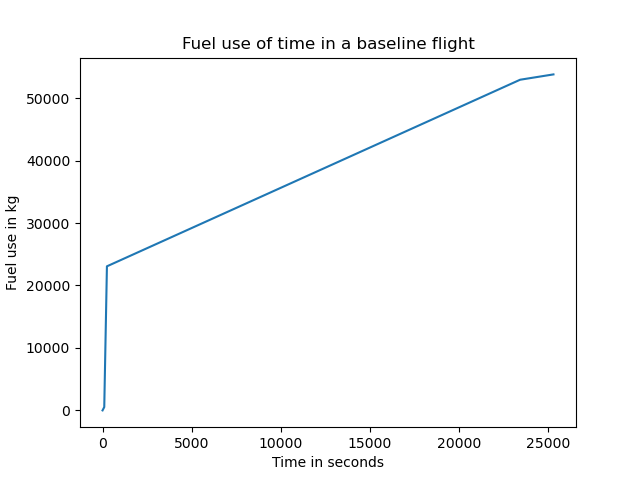 Fuel use of time in a baseline flight
50000
40000
30000
20000
10000
0
Fuel use in kg
0 5000 10000 15000 20000 25000
Time in seconds